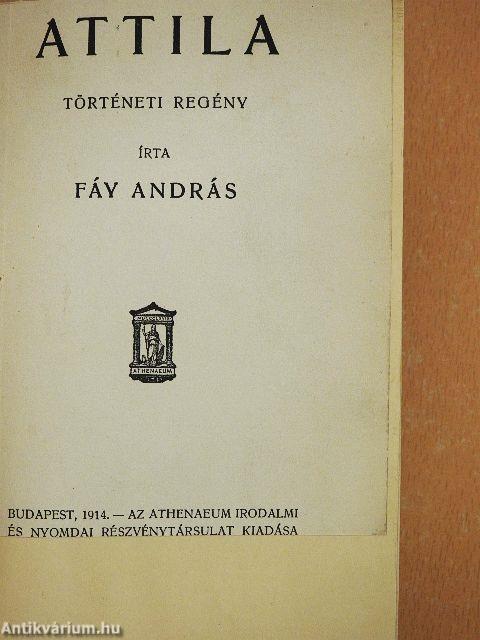 ATTILA
TÖRTÉNETI REGÉNY
ÍRTA
FÁY ANDRÁS
ATHENAEUM
BUDAPEST, 1914. — AZ ATHENAEUM IRODALMI
ÉS NYOMDAI RÉSZVÉNYTÁRSULAT KIADÁSA
Antikvárium.hu